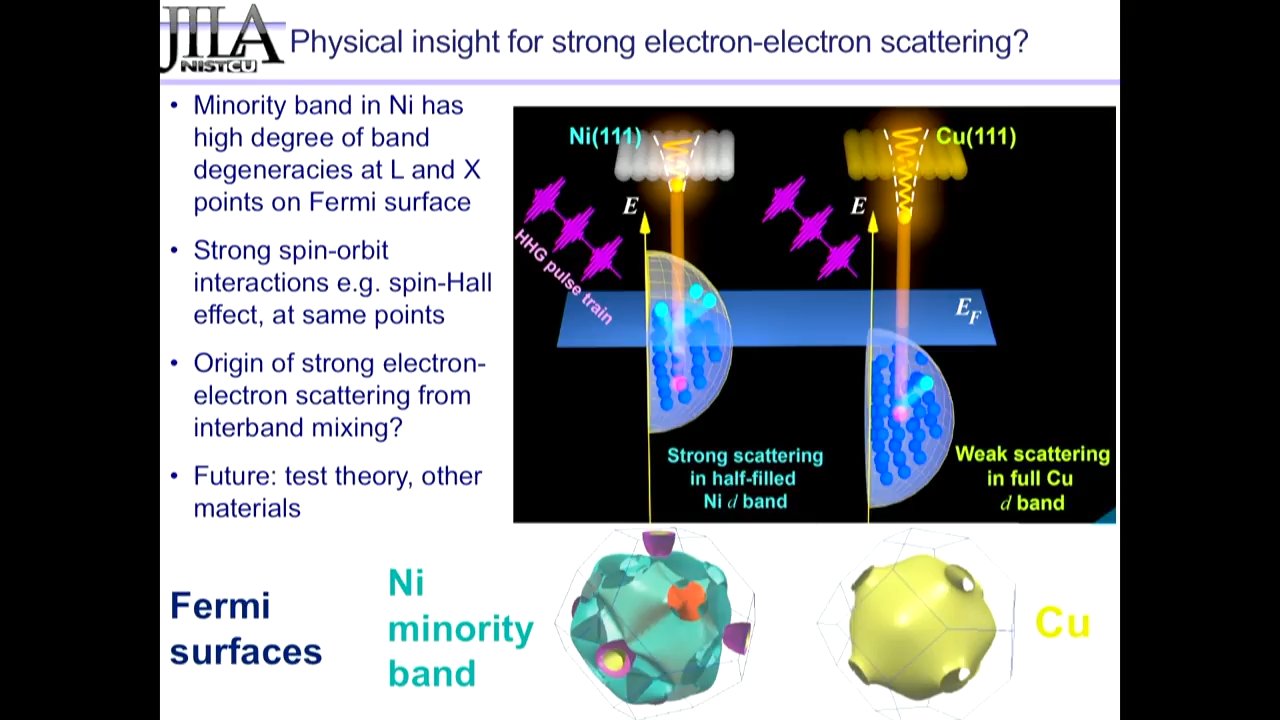 JILA
NIST CU
Physical insight for strong electron-electron scattering?
• Minority band in Ni has
high degree of band
degeneracies at L and X
points on Fermi surface
• Strong spin-orbit
interactions e.g. spin-Hall
effect, at same points
• Origin of strong electron-
electron scattering from
interband mixing?
• Future: test theory, other
materials
Ni(111)
Cu(111)
E
E
HHG pulse train
EF
Strong scattering
in half-filled
Ni d band
Weak scattering
in full Cu
d band
Fermi
surfaces
Ni
minority
band
Cu